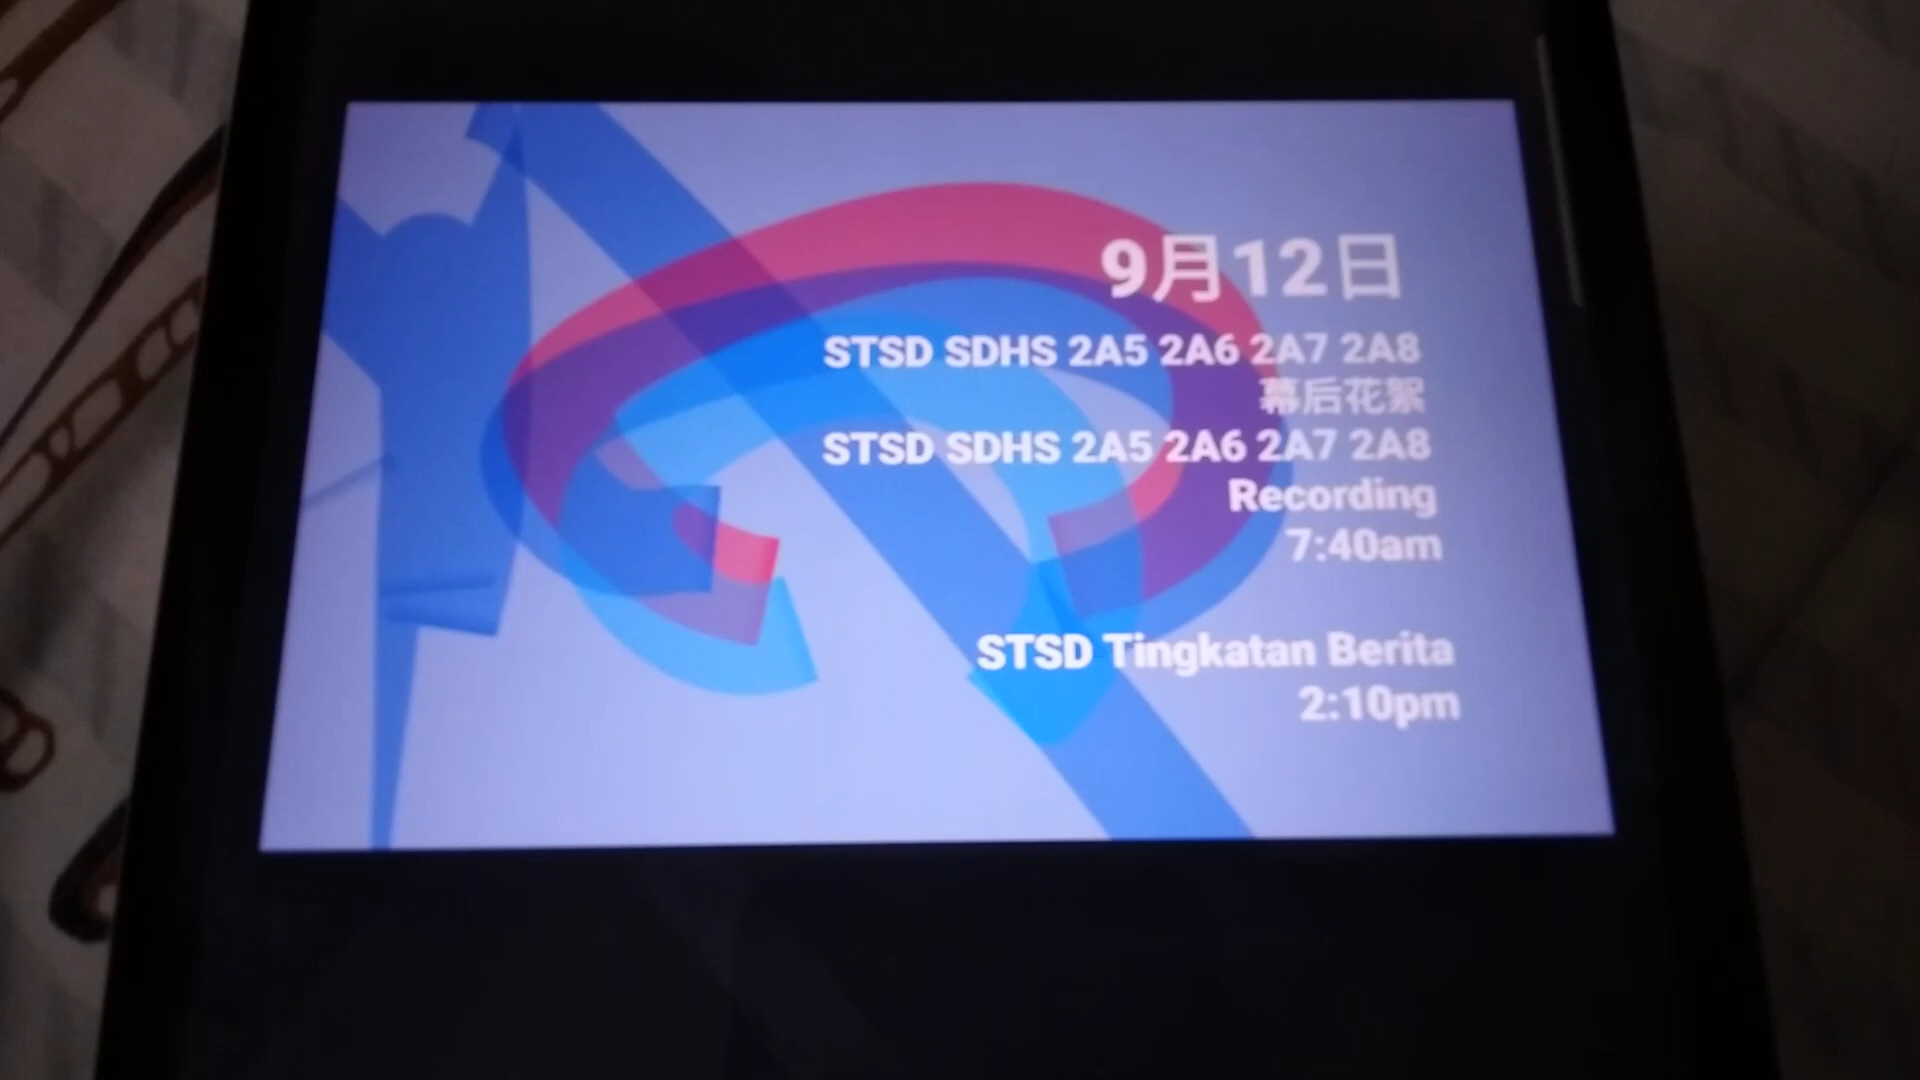 9月12日
STSD SDHS 2A5 2A6 2A7 2A8
幕后花絮
STSD SDHS 2A5 2A6 2A7 2A8
Recording
7:40am
STSD Tingkatan Berita
2:10pm